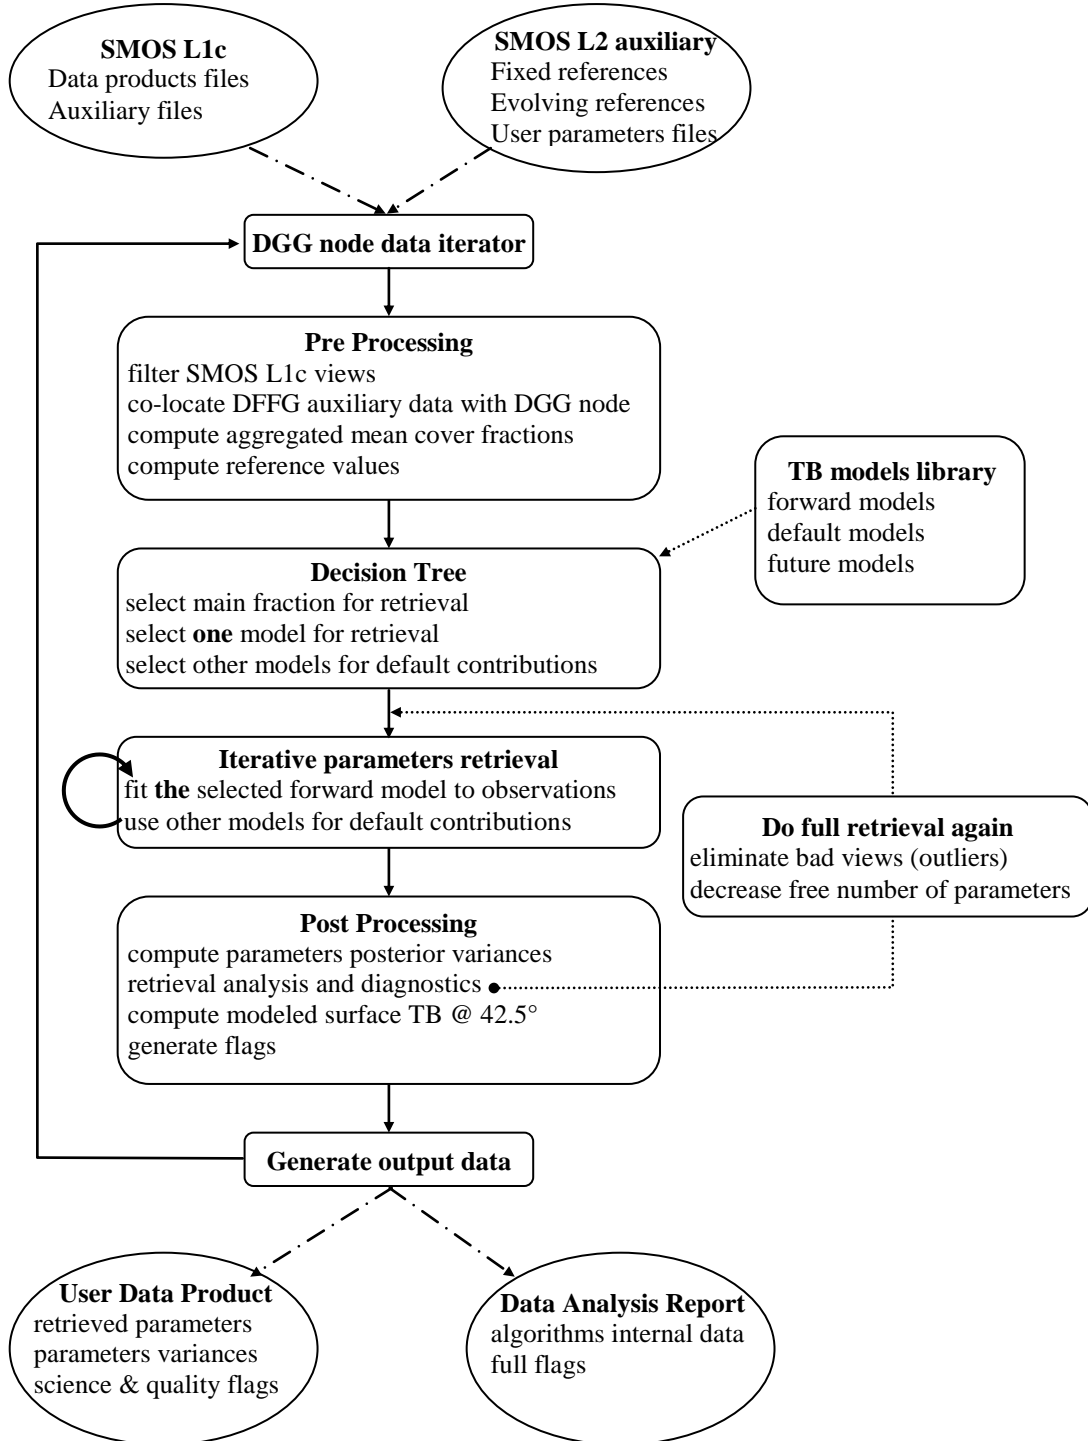 SMOS L1c
Data products files
Auxiliary files
SMOS L2 auxiliary
Fixed references
Evolving references
User parameters files
DGG node data iterator
Pre Processing
filter SMOS L1c views
co-locate DFFG auxiliary data with DGG node
compute aggregated mean cover fractions
compute reference values
TB models library
forward models
default models
future models
Decision Tree
select main fraction for retrieval
select one model for retrieval
select other models for default contributions
Iterative parameters retrieval
fit the selected forward model to observations
use other models for default contributions
Do full retrieval again
eliminate bad views (outliers)
decrease free number of parameters
Post Processing
compute parameters posterior variances
retrieval analysis and diagnostics
compute modeled surface TB @ 42.5°
generate flags
Generate output data
User Data Product
retrieved parameters
parameters variances
science & quality flags
Data Analysis Report
algorithms internal data
full flags